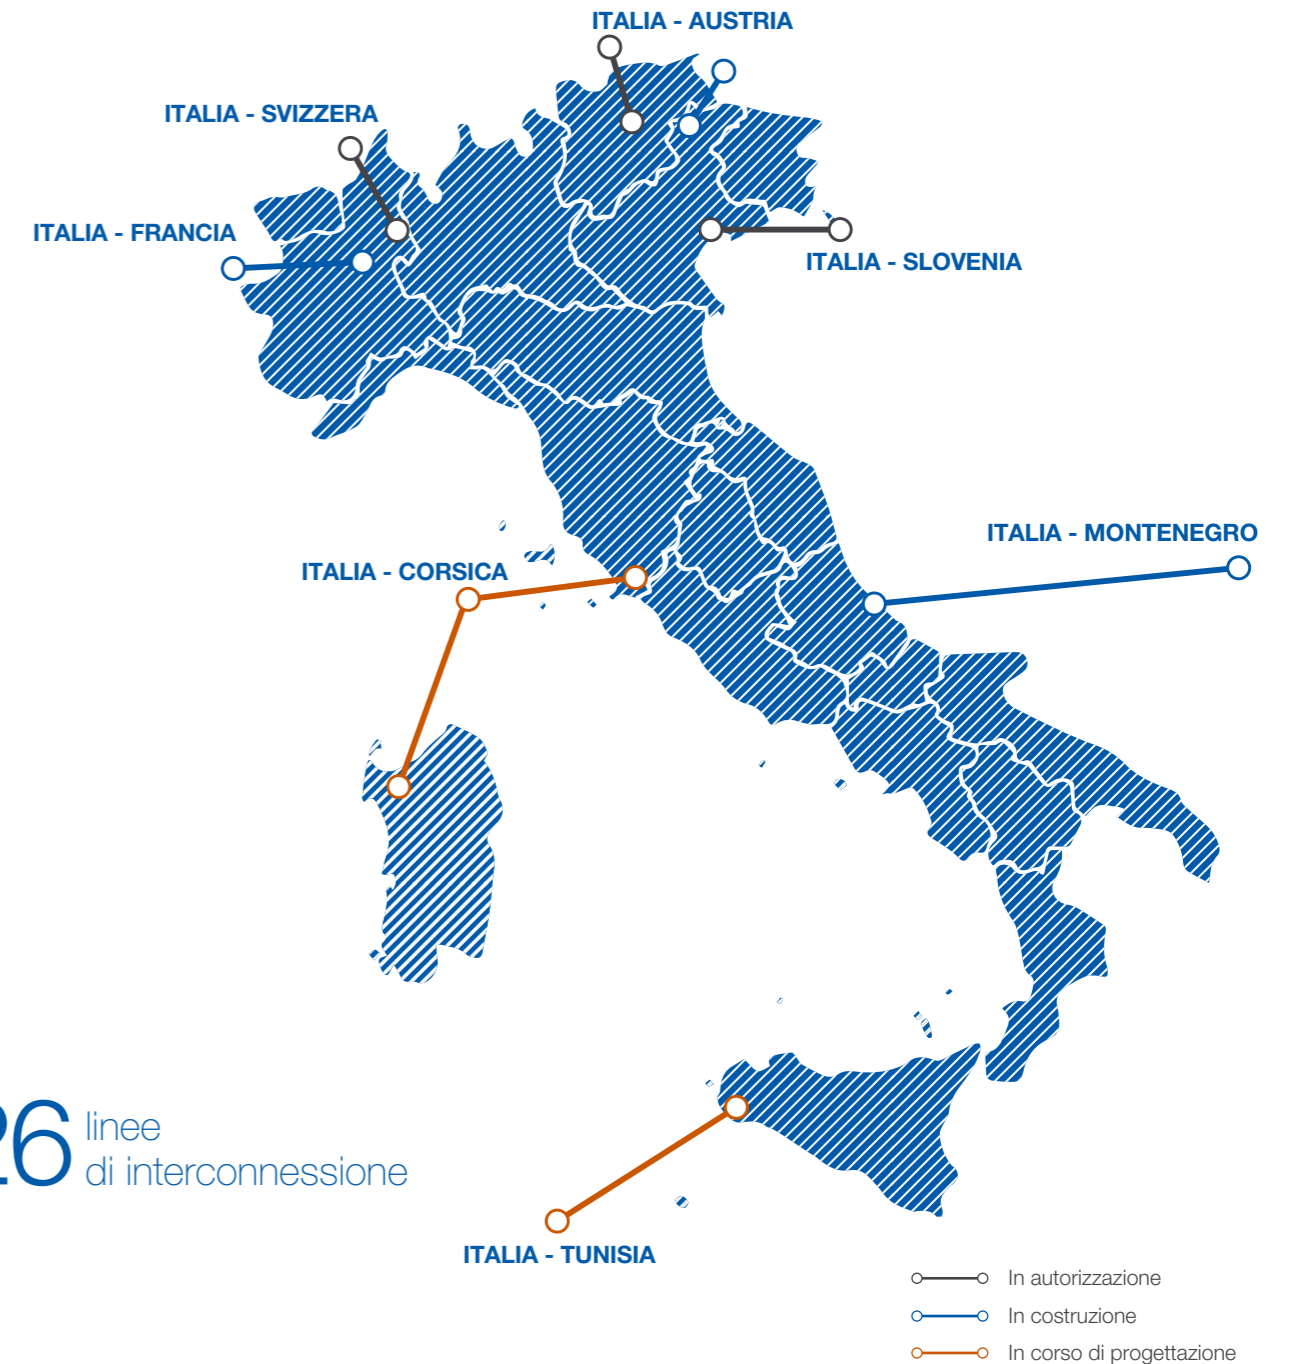 ITALIA - AUSTRIA
ITALIA - SVIZZERA
ITALIA - FRANCIA
ITALIA - SLOVENIA
ITALIA - MONTENEGRO
ITALIA - CORSICA
26 linee
di interconnessione
ITALIA - TUNISIA
In autorizzazione
In costruzione
In corso di progettazione